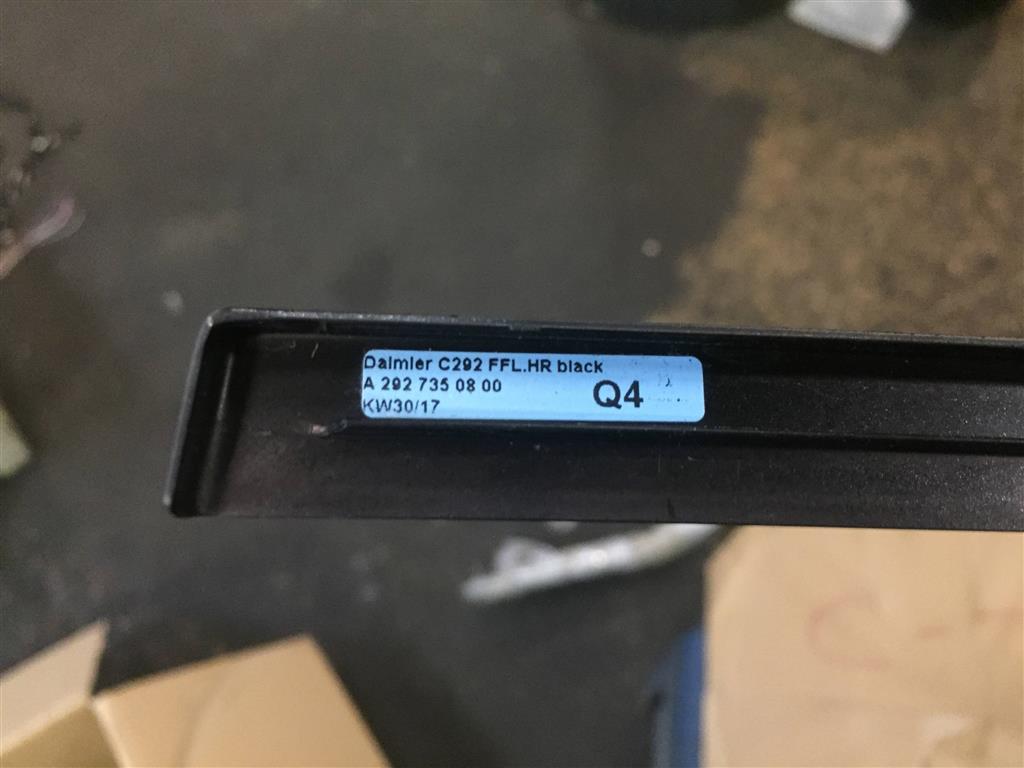 Daimler C292 FFL.HR black
A 292 735 08 00
KW30/17
Q4